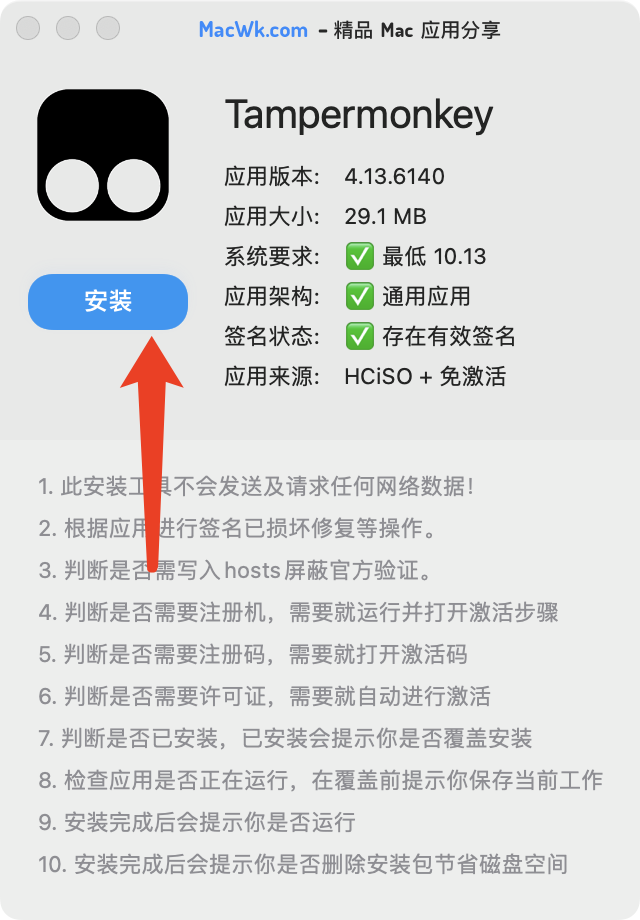 MacWk.com - 精品 Mac 应用分享
Tampermonkey
应用版本: 4.13.6140
应用大小: 29.1 MB
系统要求: ✅ 最低 10.13
安装
应用架构: ✅ 通用应用
签名状态: ✅ 存在有效签名
应用来源: HCiSO + 免激活
1. 此安装工具不会发送及请求任何网络数据！
2. 根据应用进行签名已损坏修复等操作。
3. 判断是否需写入hosts屏蔽官方验证。
4. 判断是否需要注册机，需要就运行并打开激活步骤
5. 判断是否需要注册码，需要就打开激活码
6. 判断是否需要许可证，需要就自动进行激活
7. 判断是否已安装，已安装会提示你是否覆盖安装
8. 检查应用是否正在运行，在覆盖前提示你保存当前工作
9. 安装完成后会提示你是否运行
10. 安装完成后会提示你是否删除安装包节省磁盘空间